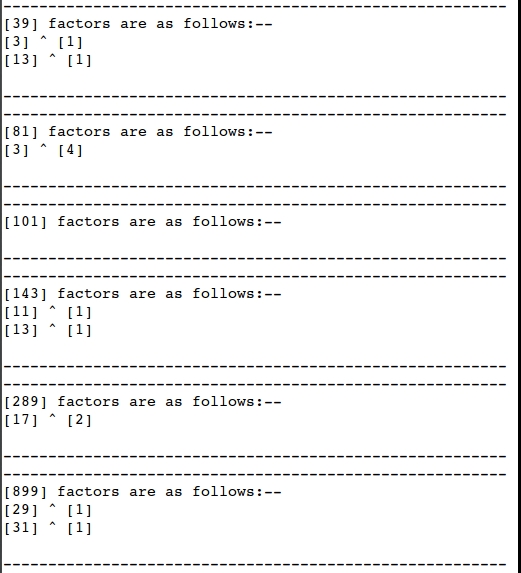 --------------------------------------------------------
[39] factors are as follows:--
[3] ^ [1]
[13] ^ [1]
--------------------------------------------------------
--------------------------------------------------------
[81] factors are as follows:--
[3] ^ [4]
--------------------------------------------------------
--------------------------------------------------------
[101] factors are as follows:--
--------------------------------------------------------
--------------------------------------------------------
[143] factors are as follows:--
[11] ^ [1]
[13] ^ [1]
--------------------------------------------------------
--------------------------------------------------------
[289] factors are as follows:--
[17] ^ [2]
--------------------------------------------------------
--------------------------------------------------------
[899] factors are as follows:--
[29] ^ [1]
[31] ^ [1]
--------------------------------------------------------